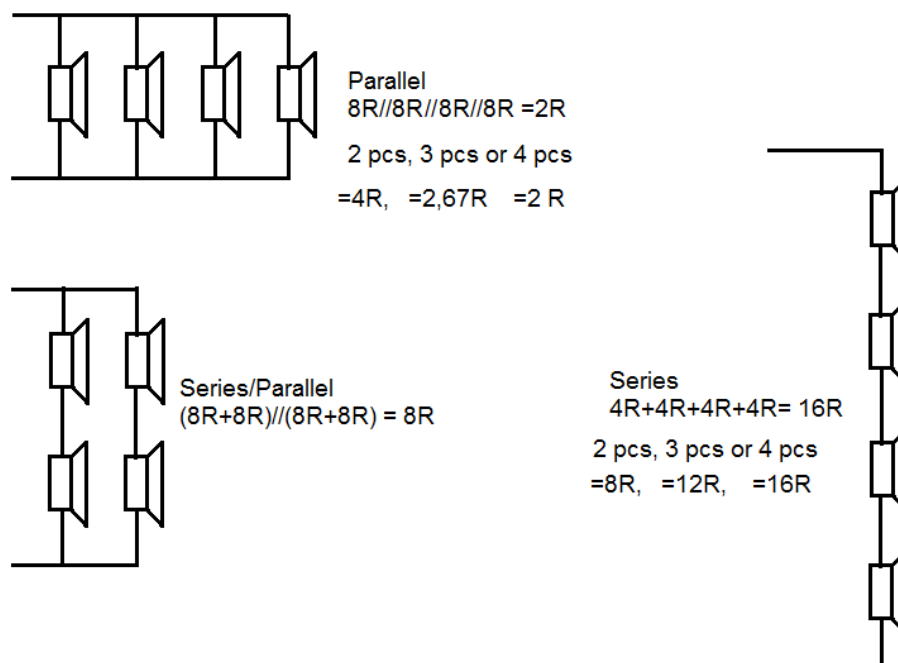 Parallel
8R//8R//8R//8R =2R
2 pcs, 3 pcs or 4 pcs
=4R, =2,67R =2 R
Series/Parallel
(8R+8R)//(8R+8R) = 8R
Series
4R+4R+4R+4R= 16R
2 pcs, 3 pcs or 4 pcs
=8R, =12R, =16R